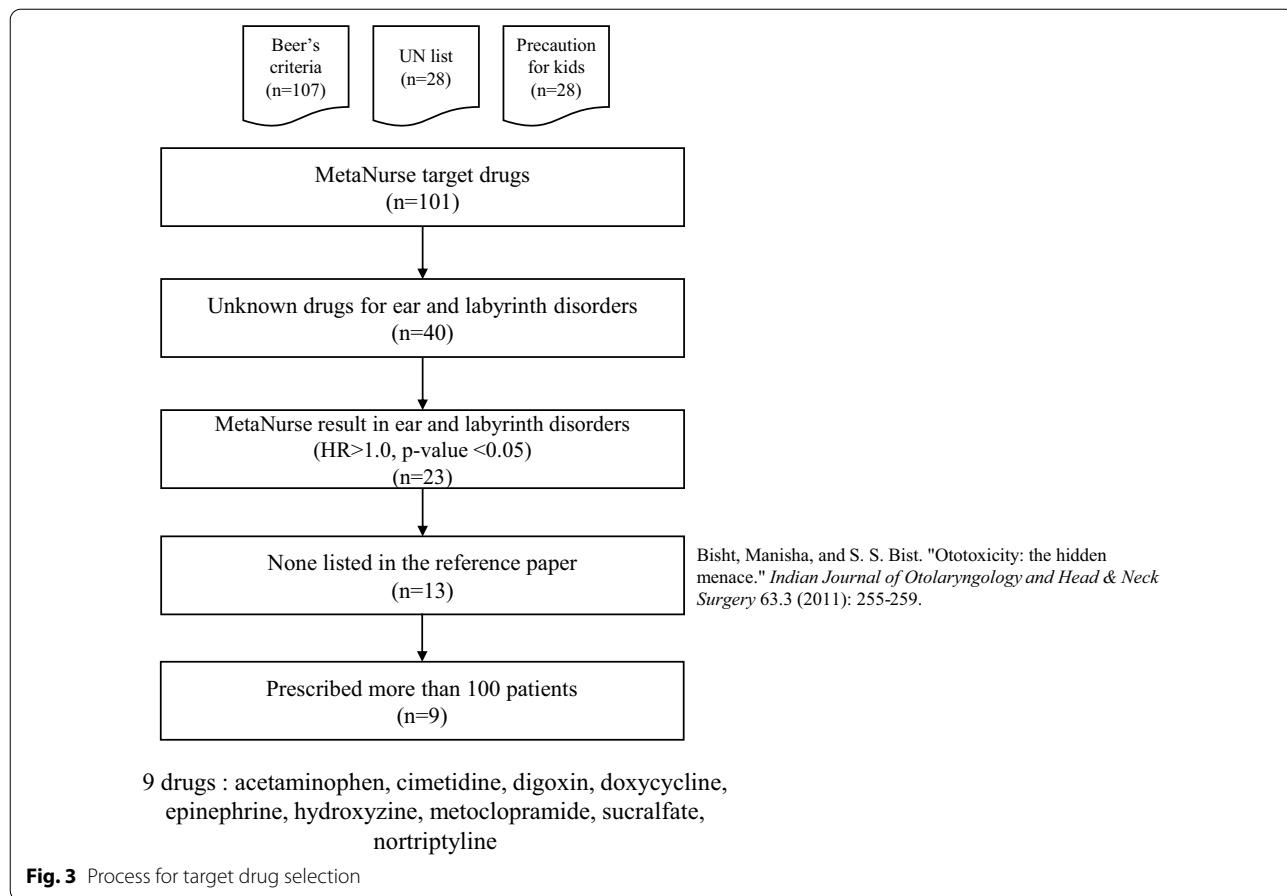 Beer's
criteria
(n=107)
UN list
(n=28)
Precaution
for kids
(n=28)
MetaNurse target drugs
(n=101)
Unknown drugs for ear and labyrinth disorders
(n=40)
MetaNurse result in ear and labyrinth disorders
(HR>1.0, p-value <0.05)
(n=23)
None listed in the reference paper
(n=13)
Bisht, Manisha, and S. S. Bist. "Ototoxicity: the hidden
menace." Indian Journal of Otolaryngology and Head & Neck
Surgery 63.3 (2011): 255-259.
Prescribed more than 100 patients
(n=9)
9 drugs : acetaminophen, cimetidine, digoxin, doxycycline,
epinephrine, hydroxyzine, metoclopramide, sucralfate,
nortriptyline
Fig. 3 Process for target drug selection